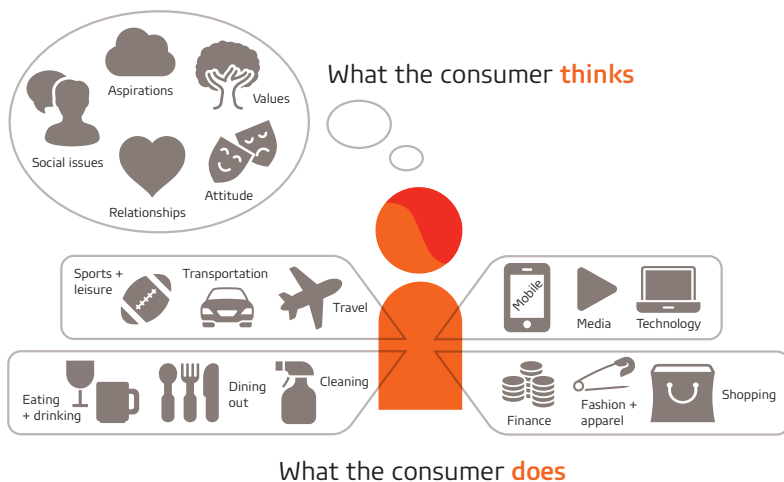 What the consumer thinks
Aspirations
Values
Social issues
Attitude
Relationships
Sports +
leisure
Transportation
Travel
Mobile
Media
Technology
Eating
+ drinking
Dining
out
Cleaning
Finance
Fashion +
apparel
Shopping
What the consumer does